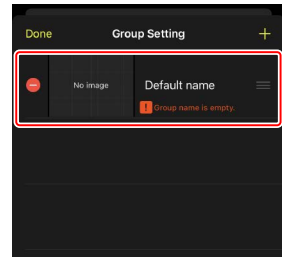 Done Group Setting +
No image Default name
! Group name is empty.